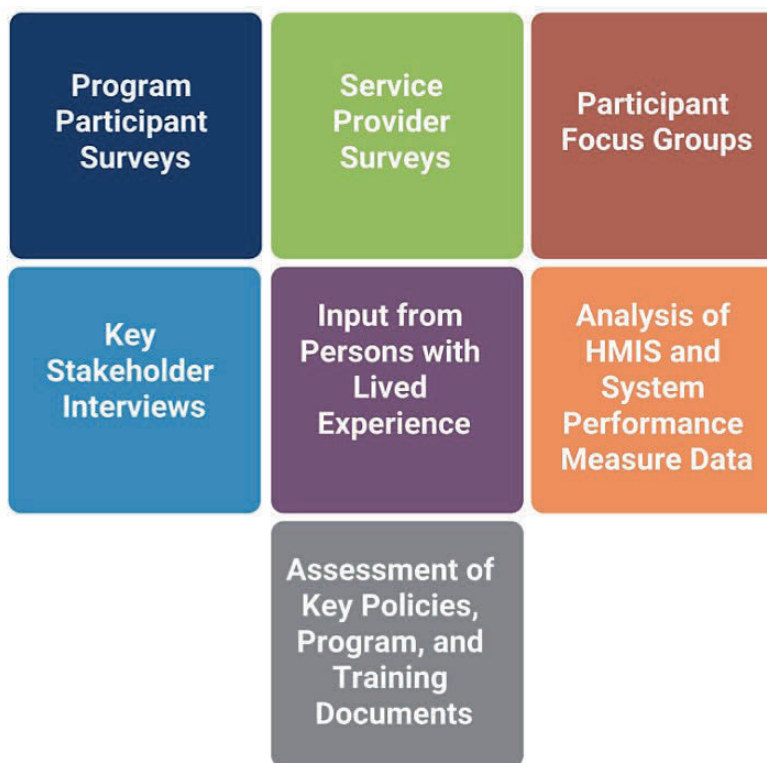 Program
Participant
Surveys
Service
Provider
Surveys
Participant
Focus Groups
Key
Stakeholder
Interviews
Input from
Persons with
Lived
Experience
Analysis of
HMIS and
System
Performance
Measure Data
Assessment of
Key Policies,
Program, and
Training
Documents